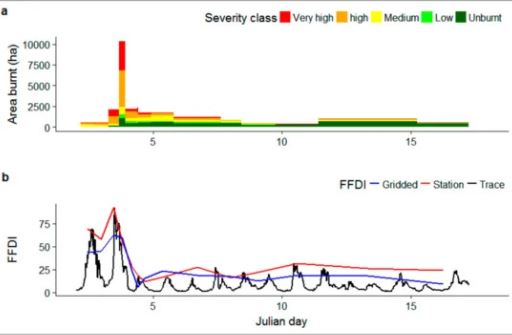 a
Severity class Very high high Medium Low Unburnt
Area burnt (ha)
10000
7500
5000
2500
0
5 10 15
b
FFDI Gridded Station Trace
FFDI
75
50
25
0
5 10 15
Julian day